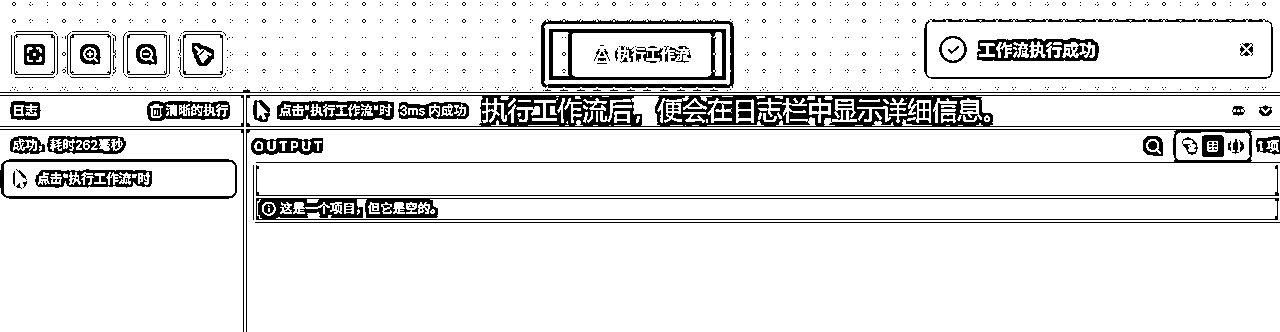 执行工作流
工作流执行成功
日志
清晰的执行
点击"执行工作流"时 3ms 内成功
执行工作流后，便会在日志栏中显示详细信息。
成功，耗时262毫秒
OUTPUT
1 项
点击"执行工作流"时
这是一个项目，但它是空的。